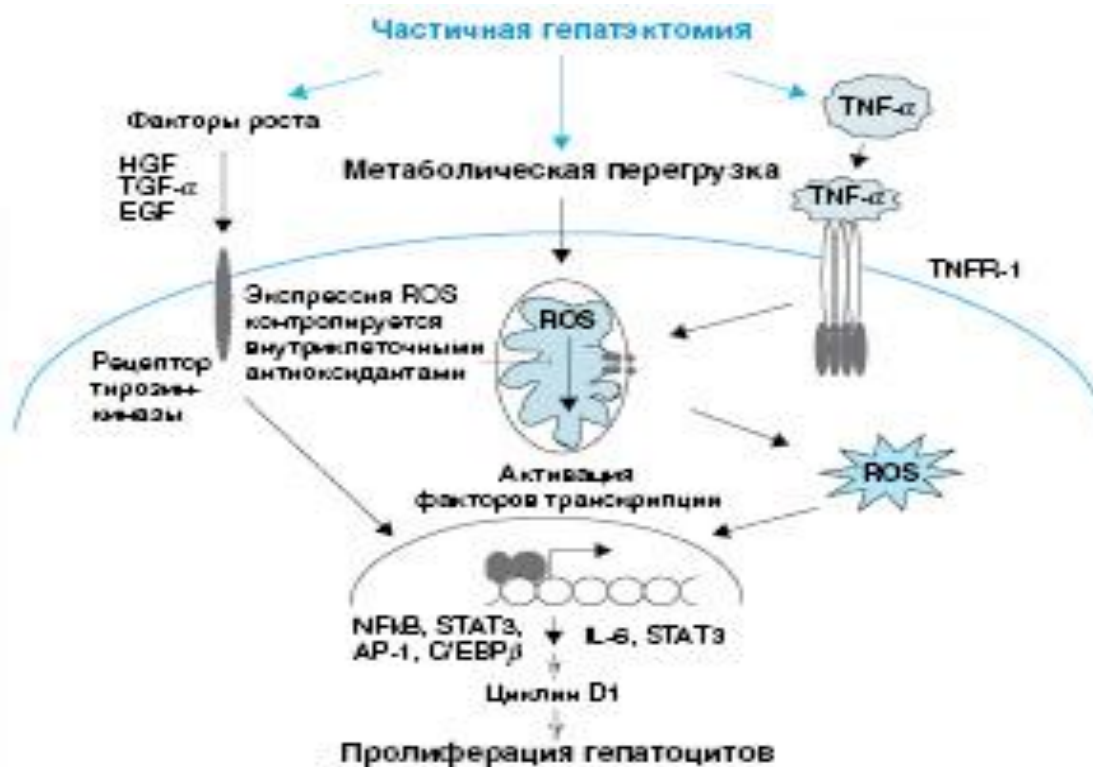 Частичная гепатэктомия
Факторы роста
TNF-α
HGF
TGF-α
EGF
Метаболическая перегрузка
TNF-α
TNFR-1
Экспрессия ROS
контролируется
внутриклеточными
антиоксидантами
ROS
Рецептор
тирозин-
киназы
ROS
Активация
факторов транскрипции
NFkB, STAT3,
AP-1, C/EBPβ
IL-6, STAT3
Циклин D1
Пролиферация гепатоцитов